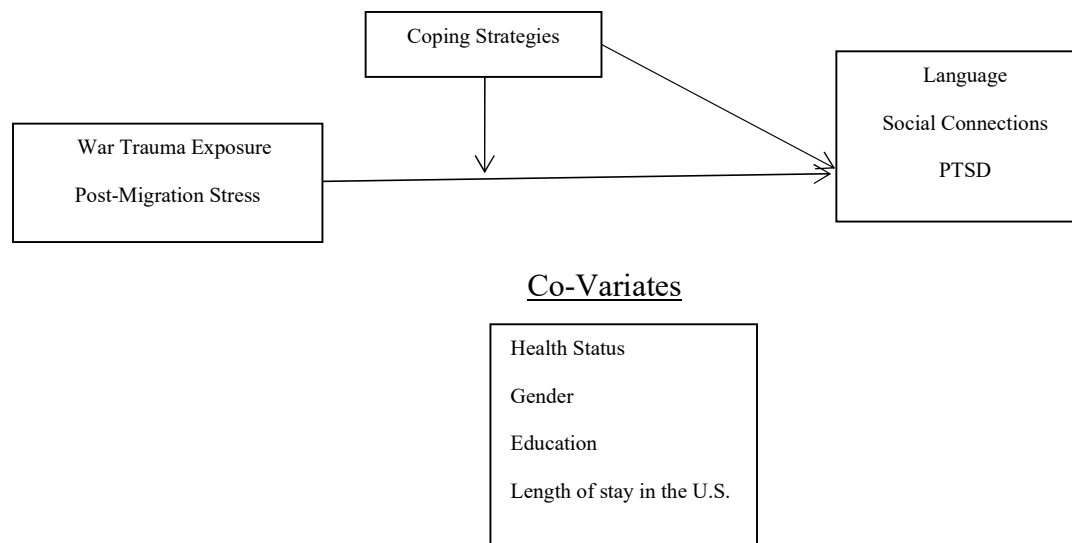 Coping Strategies
Language
Social Connections
PTSD
War Trauma Exposure
Post-Migration Stress
Co-Variates
Health Status
Gender
Education
Length of stay in the U.S.